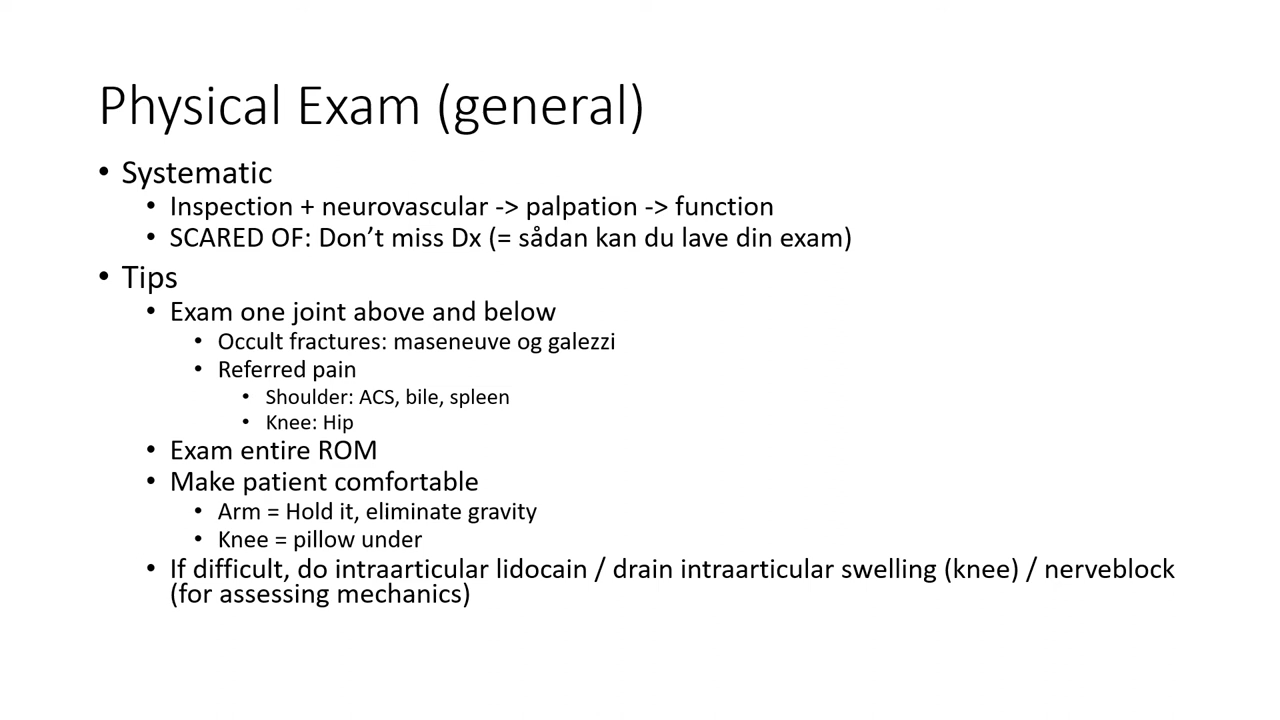 Physical Exam (general)
• Systematic
• Inspection + neurovascular -> palpation -> function
• SCARED OF: Don’t miss Dx (= sådan kan du lave din exam)
• Tips
• Exam one joint above and below
• Occult fractures: maseneuve og galezzi
• Referred pain
• Shoulder: ACS, bile, spleen
• Knee: Hip
• Exam entire ROM
• Make patient comfortable
• Arm = Hold it, eliminate gravity
• Knee = pillow under
• If difficult, do intraarticular lidocain / drain intraarticular swelling (knee) / nerveblock
(for assessing mechanics)